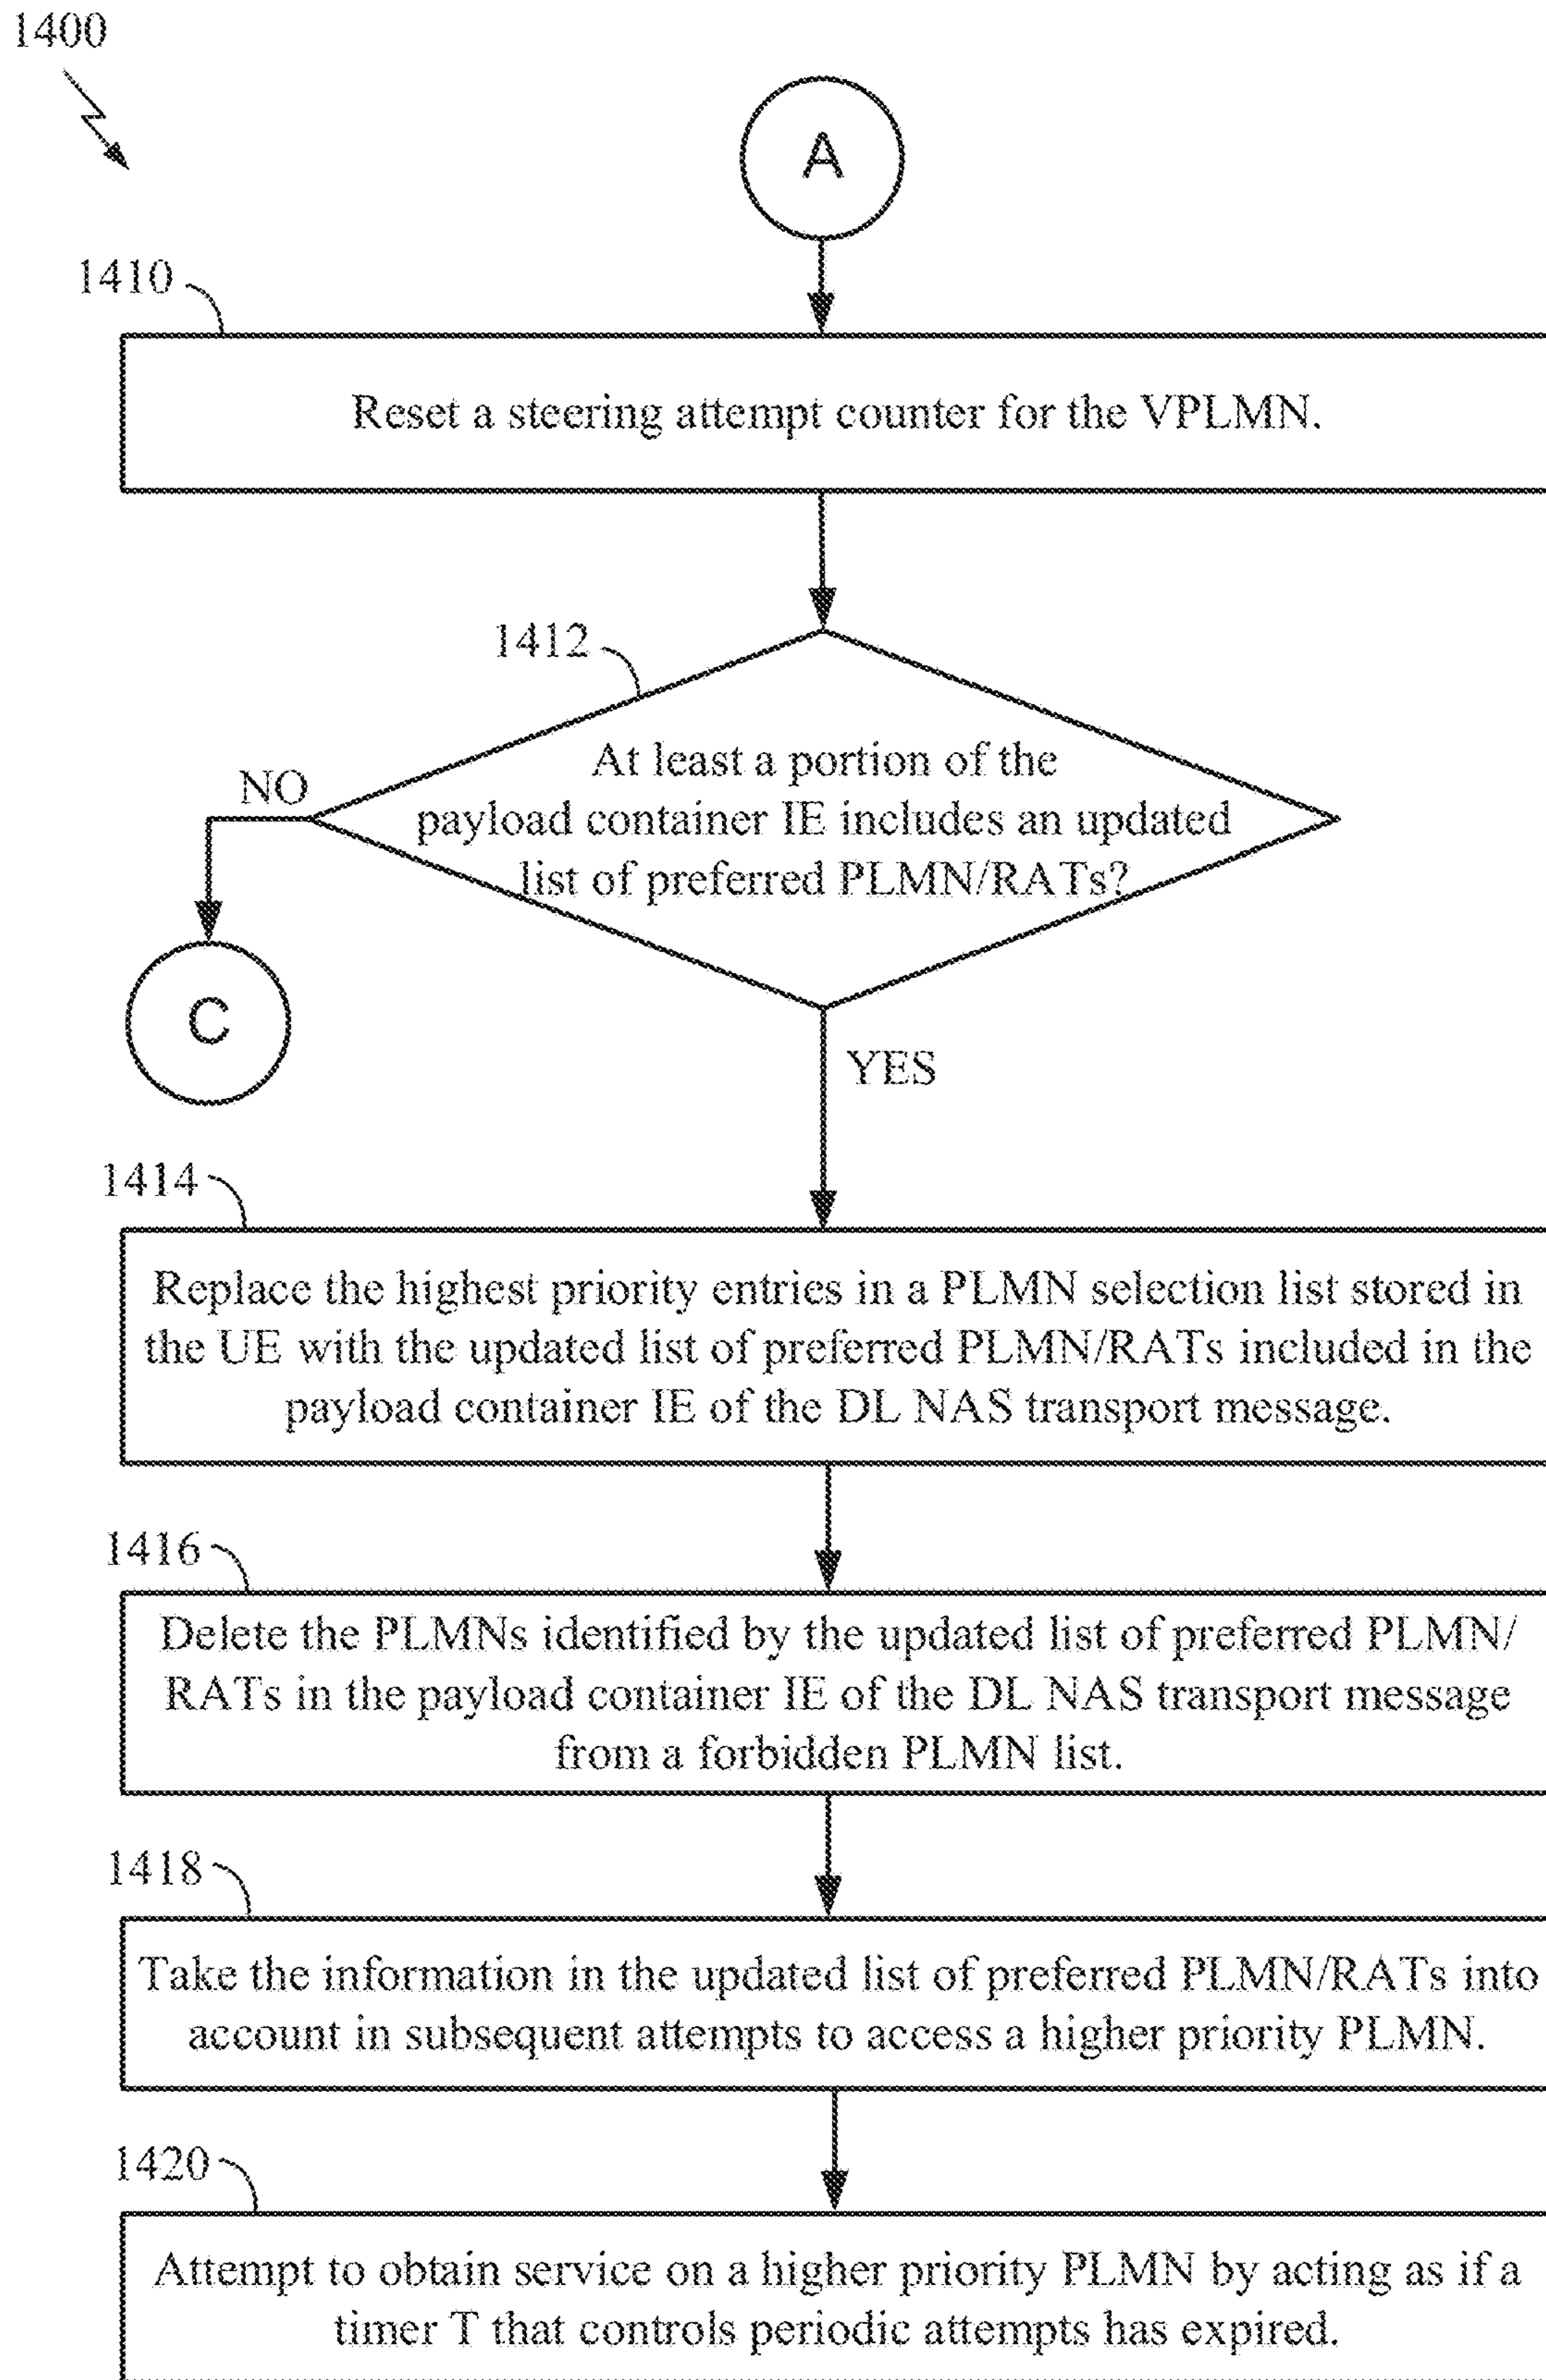 1400
A
1410
Reset a steering attempt counter for the VPLMN.
1412
At least a portion of the
payload container IE includes an updated
list of preferred PLMN/RATs?
NO
C
YES
1414
Replace the highest priority entries in a PLMN selection list stored in
the UE with the updated list of preferred PLMN/RATs included in the
payload container IE of the DL NAS transport message.
1416
Delete the PLMNs identified by the updated list of preferred PLMN/
RATs in the payload container IE of the DL NAS transport message
from a forbidden PLMN list.
1418
Take the information in the updated list of preferred PLMN/RATs into
account in subsequent attempts to access a higher priority PLMN.
1420
Attempt to obtain service on a higher priority PLMN by acting as if a
timer T that controls periodic attempts has expired.